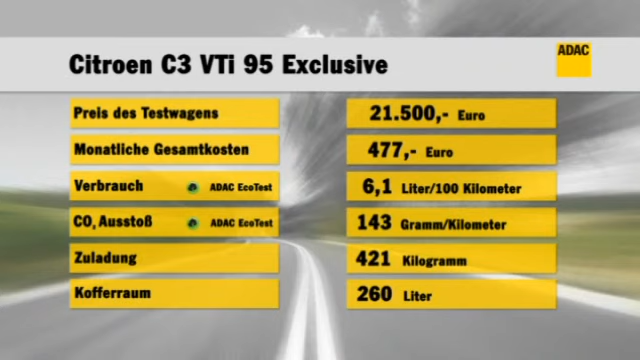 Citroen C3 VTi 95 Exclusive
ADAC
Preis des Testwagens 21.500,- Euro
Monatliche Gesamtkosten 477,- Euro
Verbrauch ADAC EcoTest 6,1 Liter/100 Kilometer
CO₂ Ausstoß ADAC EcoTest 143 Gramm/Kilometer
Zuladung 421 Kilogramm
Kofferraum 260 Liter